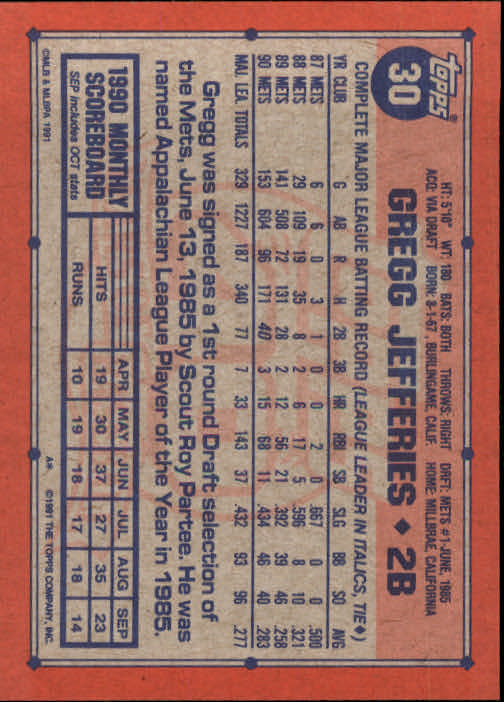 TOPPS®
30
GREGG JEFFERIES ◆ 2B
HT: 5'10" WT: 180 BATS: BOTH THROWS: RIGHT DRFT: METS #1-JUNE, 1985
ACQ: VIA DRAFT BORN: 8-1-67, BURLINGAME, CALIF. HOME: MILLBRAE, CALIFORNIA
COMPLETE MAJOR LEAGUE BATTING RECORD (LEAGUE LEADER IN ITALICS, TIE◆)
YR CLUB G AB R H 2B 3B HR RBI SB SLG BB SO AVG
87 METS 6 6 0 3 1 0 0 2 0 .667 0 0 .500
88 METS 29 109 19 35 8 2 6 17 5 .596 8 10 .321
89 METS 141 508 72 131 28 2 12 56 21 .392 39 46 .258
90 METS 153 604 96 171 40 3 15 68 11 .434 46 40 .283
MAJ. LEA. TOTALS 329 1227 187 340 77 7 33 143 37 .432 93 96 .277
Gregg was signed as a 1st round Draft selection of
the Mets, June 13, 1985 by Scout Roy Partee. He was
named Appalachian League Player of the Year in 1985.
1990 MONTHLY
SCOREBOARD
SEP includes OCT stats
APR MAY JUN JUL AUG SEP
HITS 19 30 37 27 35 23
RUNS 10 19 18 17 18 14
©MLB & MLBPA 1991
A※ ©1991 THE TOPPS COMPANY, INC.